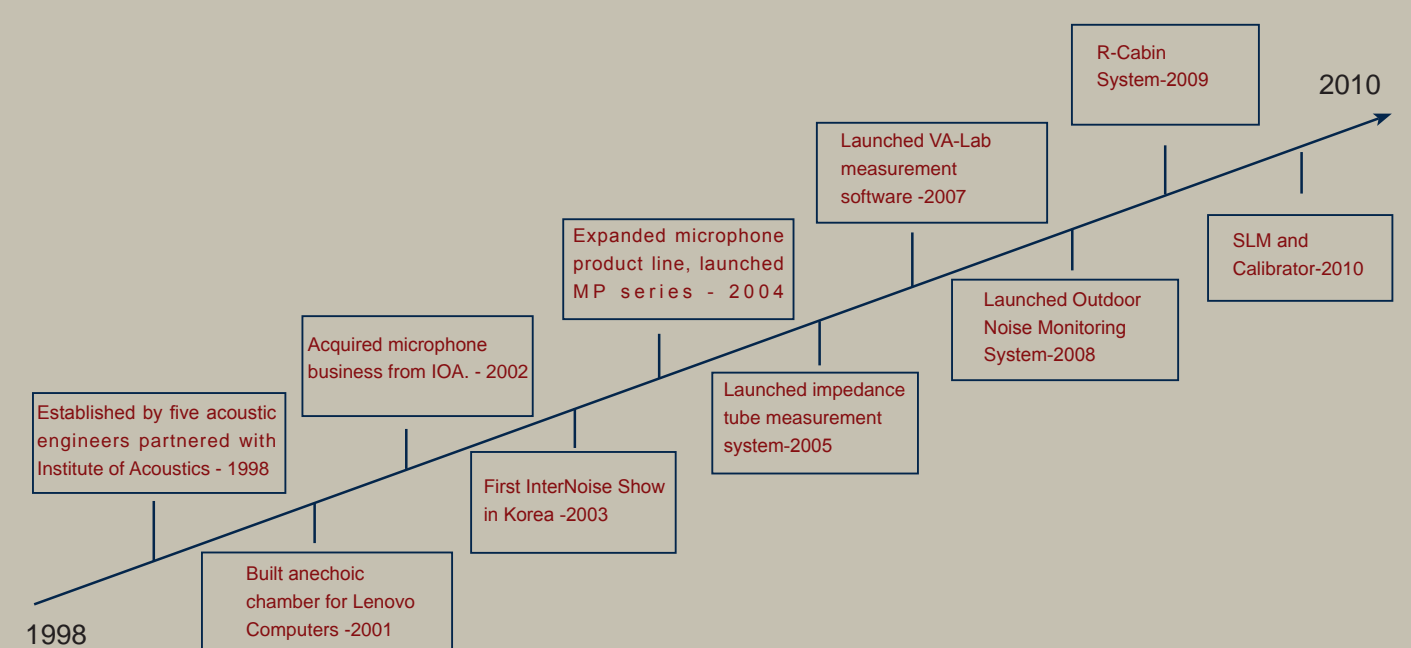 R-Cabin
System-2009
2010
Launched VA-Lab
measurement
software -2007
SLM and
Calibrator-2010
Expanded microphone
product line, launched
MP series - 2004
Launched Outdoor
Noise Monitoring
System-2008
Acquired microphone
business from IOA. - 2002
Launched impedance
tube measurement
system-2005
Established by five acoustic
engineers partnered with
Institute of Acoustics - 1998
First InterNoise Show
in Korea -2003
Built anechoic
chamber for Lenovo
Computers -2001
1998